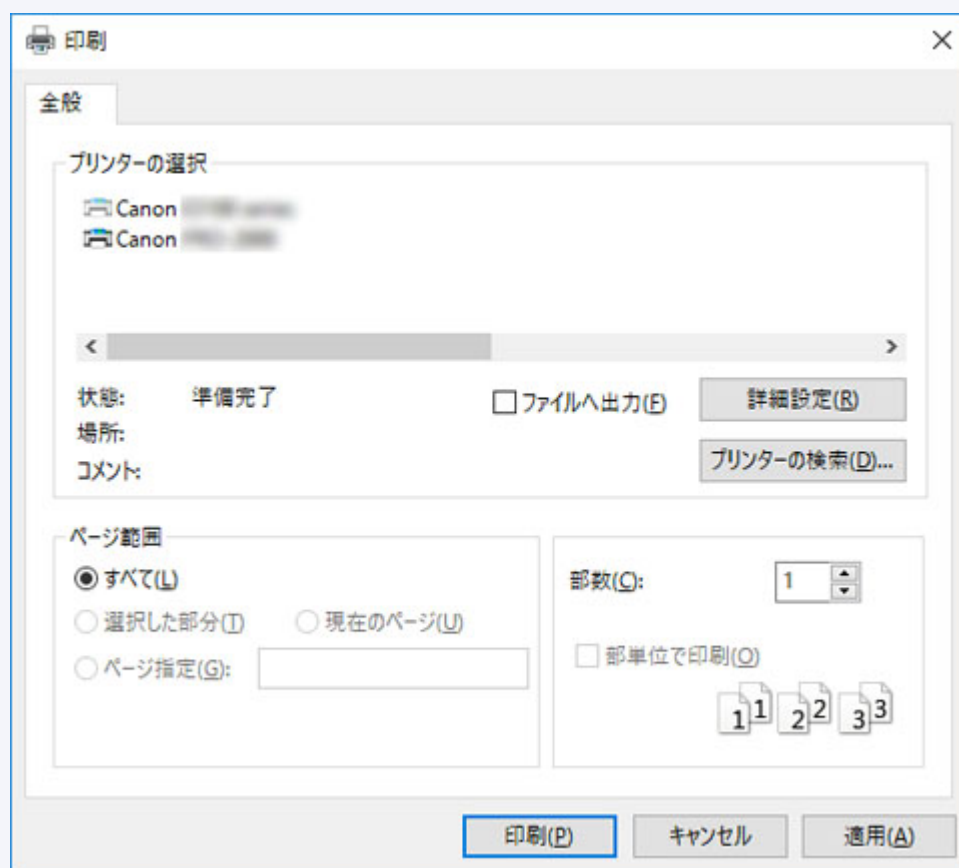 印刷
全般
プリンターの選択
Canon
Canon
状態: 準備完了
ファイルへ出力(F)
詳細設定(R)
場所:
プリンターの検索(D)...
コメント:
ページ範囲
すべて(L)
選択した部分(T) 現在のページ(U)
ページ指定(G):
部数(C): 1
部単位で印刷(O)
1 1 2 2 3 3
印刷(P) キャンセル 適用(A)